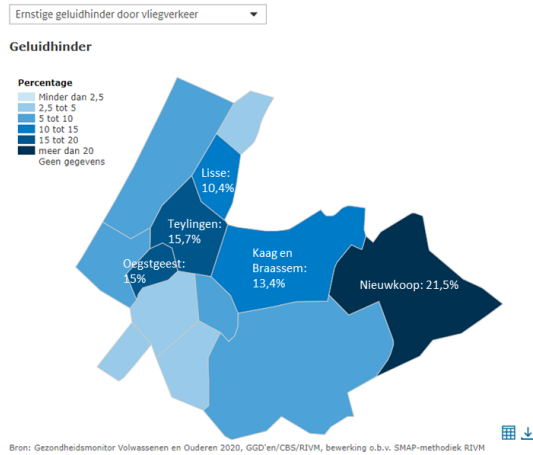 Ernstige geluidhinder door vliegverkeer
Geluidhinder
Percentage
Minder dan 2,5
2,5 tot 5
5 tot 10
10 tot 15
15 tot 20
meer dan 20
Geen gegevens
Lisse:
10,4%
Teylingen:
15,7%
Oegstgeest:
15%
Kaag en
Braassem:
13,4%
Nieuwkoop: 21,5%
Bron: Gezondheidsmonitor Volwassenen en Ouderen 2020, GGD'en/CBS/RIVM, bewerking o.b.v. SMAP-methodiek RIVM